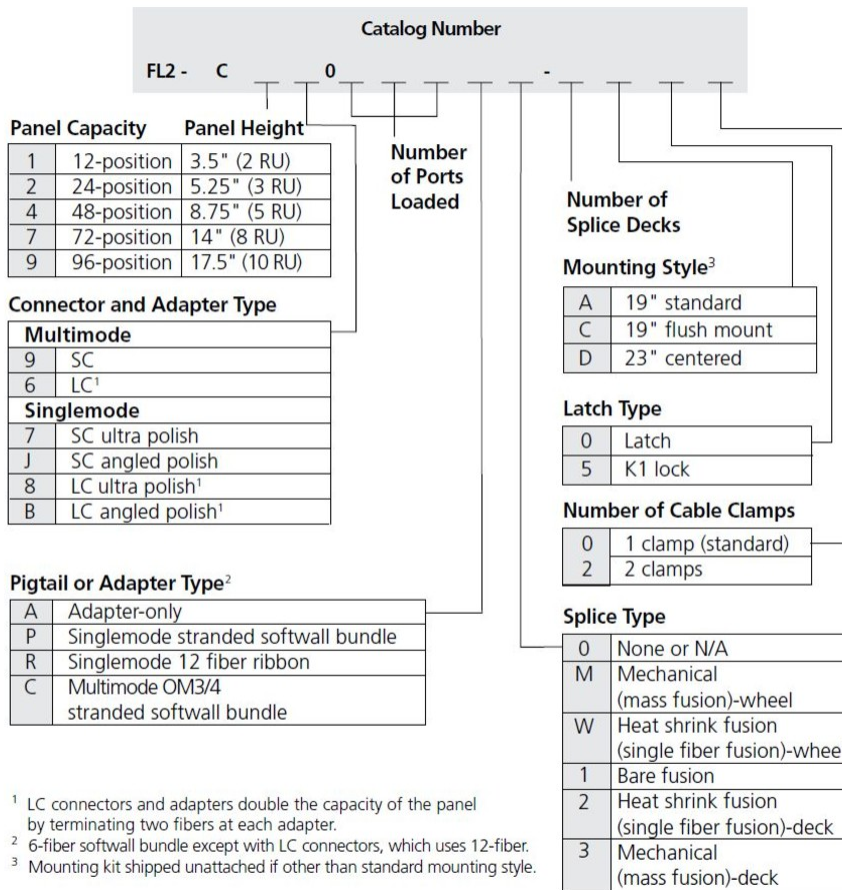 Catalog Number
FL2 - C _ _ 0 _ _ _ _ _ - _ _ _ _
Panel Capacity Panel Height
1 12-position 3.5" (2 RU)
2 24-position 5.25" (3 RU)
4 48-position 8.75" (5 RU)
7 72-position 14" (8 RU)
9 96-position 17.5" (10 RU)
Number
of Ports
Loaded
Connector and Adapter Type
Multimode
9 SC
6 LC¹
Singlemode
7 SC ultra polish
J SC angled polish
8 LC ultra polish¹
B LC angled polish¹
Pigtail or Adapter Type²
A Adapter-only
P Singlemode stranded softwall bundle
R Singlemode 12 fiber ribbon
C Multimode OM3/4
stranded softwall bundle
¹ LC connectors and adapters double the capacity of the panel
by terminating two fibers at each adapter.
² 6-fiber softwall bundle except with LC connectors, which uses 12-fiber.
³ Mounting kit shipped unattached if other than standard mounting style.
Number of
Splice Decks
Mounting Style³
A 19" standard
C 19" flush mount
D 23" centered
Latch Type
0 Latch
5 K1 lock
Number of Cable Clamps
0 1 clamp (standard)
2 2 clamps
Splice Type
0 None or N/A
M Mechanical
(mass fusion)-wheel
W Heat shrink fusion
(single fiber fusion)-whee
1 Bare fusion
2 Heat shrink fusion
(single fiber fusion)-deck
3 Mechanical
(mass fusion)-deck